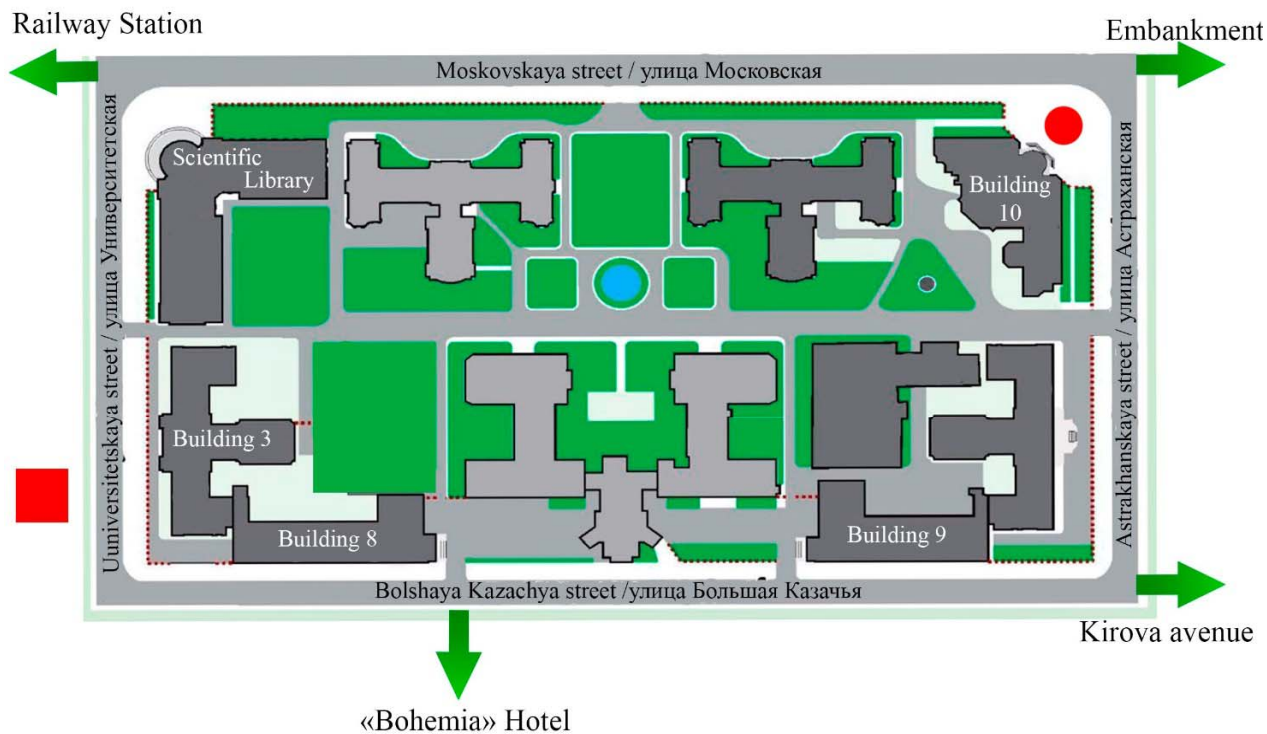 Railway Station
Embankment
Moskovskaya street / улица Московская
Uuniversitetskaya street / улица Университетская
Scientific
Library
Building
10
Astrakhanskaya street / улица Астраханская
Building 3
Building 8
Building 9
Bolshaya Kazachya street /улица Большая Казачья
Kirova avenue
«Bohemia» Hotel